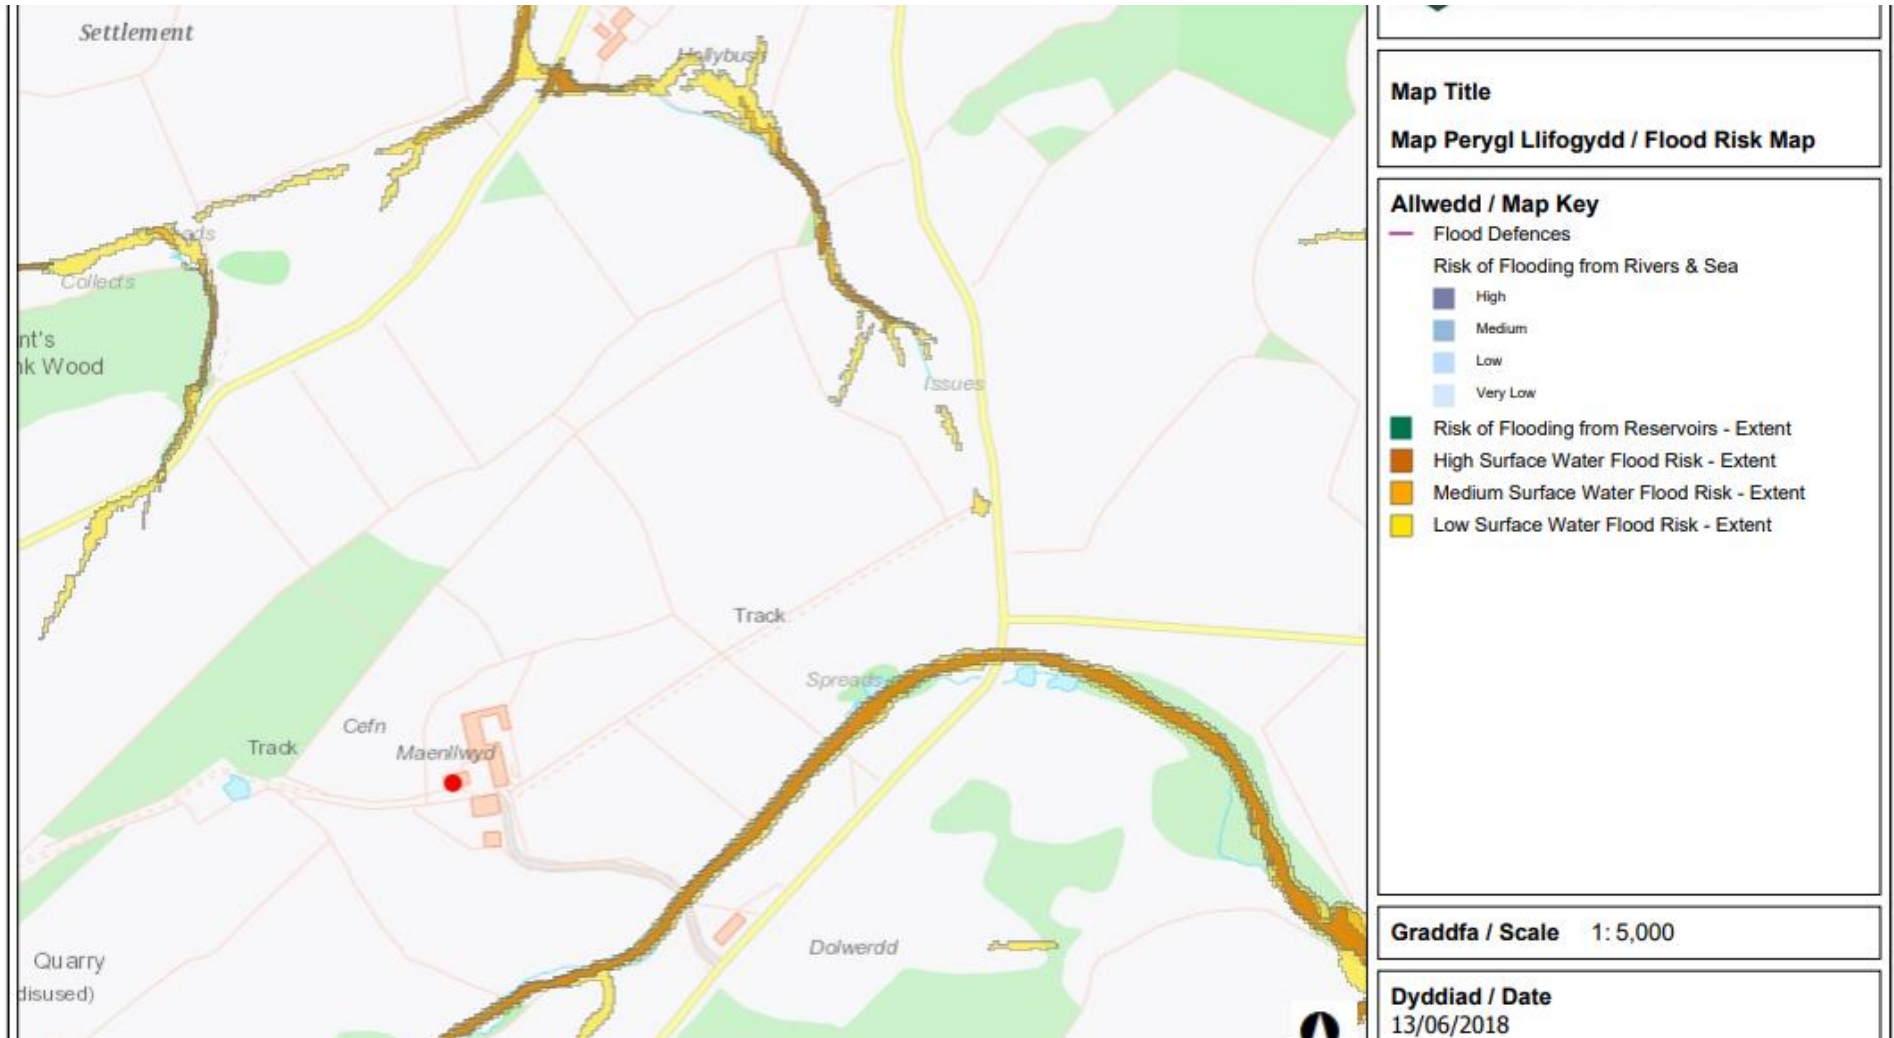 Settlement
Hollybush
Collects
nt's
nk Wood
Issues
Track
Spreads
Cefn
Track
Maenllwyd
Dolwerdd
Quarry
disused)
Map Title
Map Perygl Llifogydd / Flood Risk Map
Allwedd / Map Key
Flood Defences
Risk of Flooding from Rivers & Sea
High
Medium
Low
Very Low
Risk of Flooding from Reservoirs - Extent
High Surface Water Flood Risk - Extent
Medium Surface Water Flood Risk - Extent
Low Surface Water Flood Risk - Extent
Graddfa / Scale 1: 5,000
Dyddiad / Date
13/06/2018